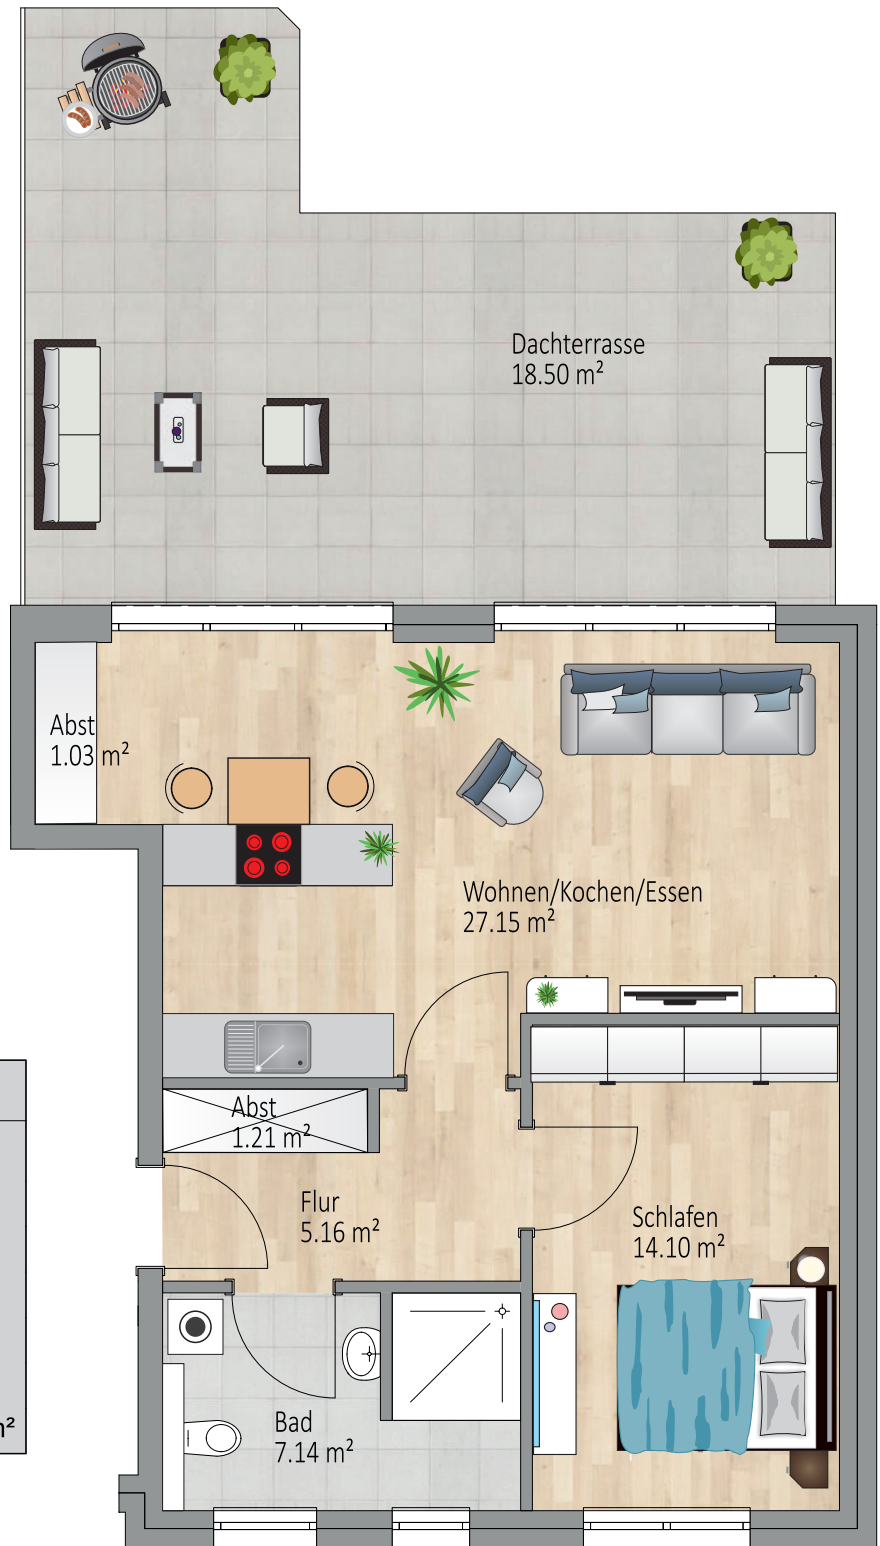 Dachterrasse
18.50 m²
Abst
1.03 m²
Wohnen/Kochen/Essen
27.15 m²
Abst
1.21 m²
Flur
5.16 m²
Schlafen
14.10 m²
Bad
7.14 m²